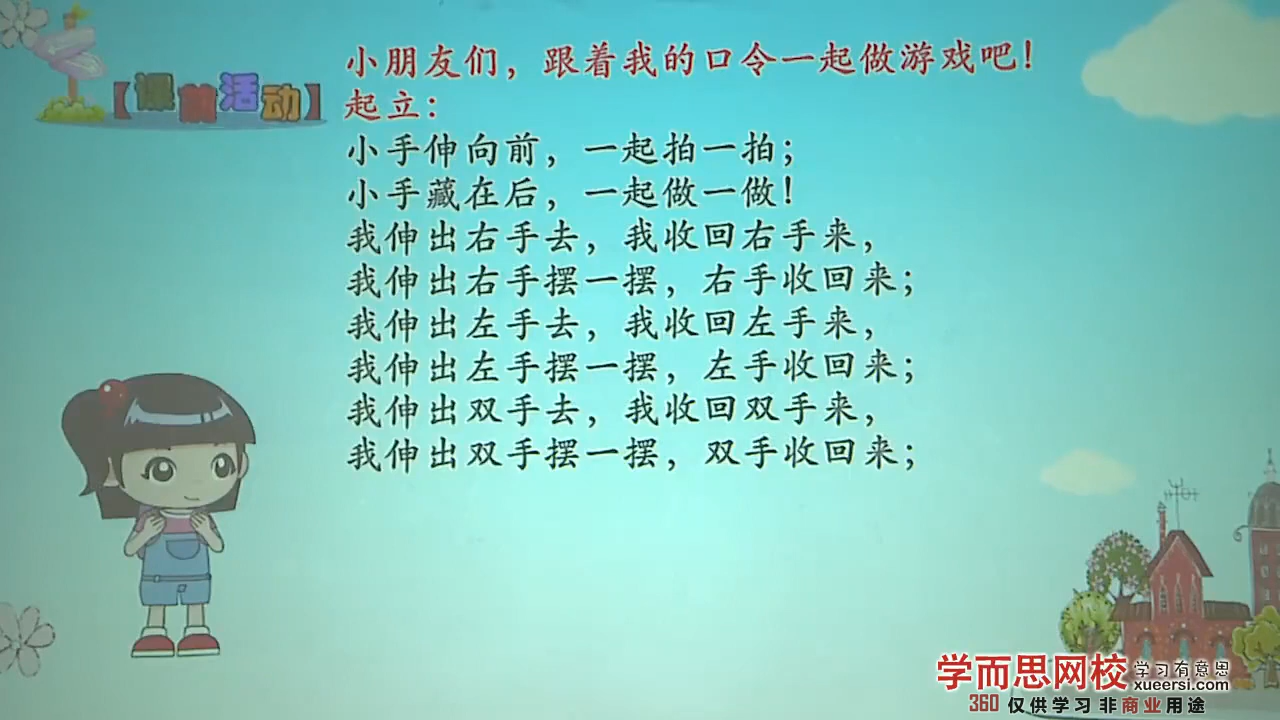 【课前活动】
小朋友们，跟着我的口令一起做游戏吧！
起立：
小手伸向前，一起拍一拍；
小手藏在后，一起做一做！
我伸出右手去，我收回右手来，
我伸出右手摆一摆，右手收回来；
我伸出左手去，我收回左手来，
我伸出左手摆一摆，左手收回来；
我伸出双手去，我收回双手来，
我伸出双手摆一摆，双手收回来；
学而思网校 学习有意思
xueersi.com
360 仅供学习 非商业用途